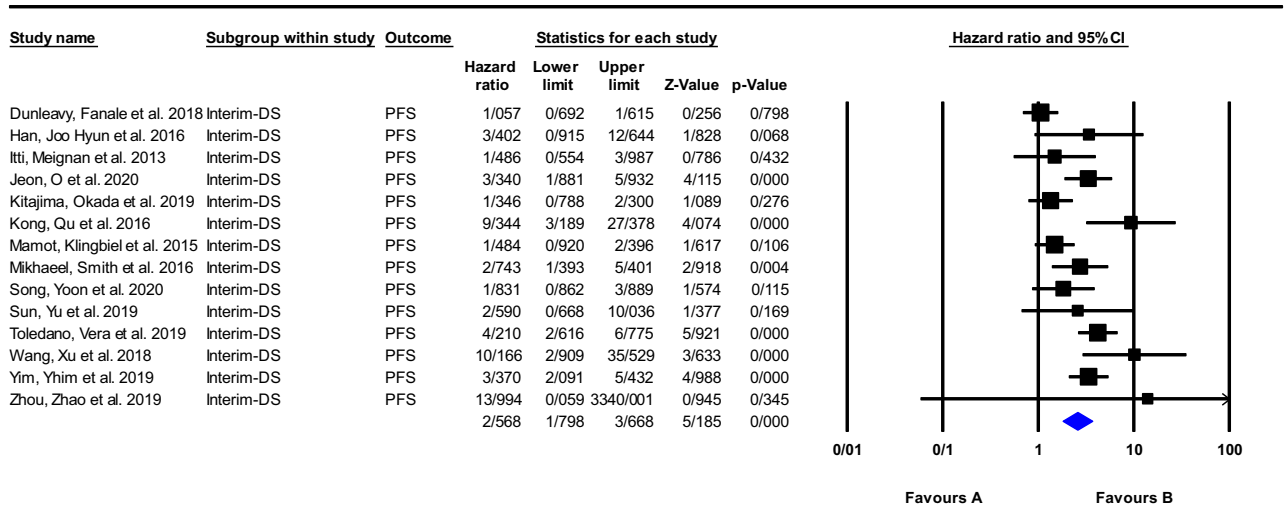 Study name Subgroup within study Outcome Statistics for each study Hazard ratio and 95% CI
Hazard ratio Lower limit Upper limit Z-Value p-Value
Dunleavy, Fanale et al. 2018 Interim-DS PFS 1/057 0/692 1/615 0/256 0/798
Han, Joo Hyun et al. 2016 Interim-DS PFS 3/402 0/915 12/644 1/828 0/068
Itti, Meignan et al. 2013 Interim-DS PFS 1/486 0/554 3/987 0/786 0/432
Jeon, O et al. 2020 Interim-DS PFS 3/340 1/881 5/932 4/115 0/000
Kitajima, Okada et al. 2019 Interim-DS PFS 1/346 0/788 2/300 1/089 0/276
Kong, Qu et al. 2016 Interim-DS PFS 9/344 3/189 27/378 4/074 0/000
Mamot, Klingbiel et al. 2015 Interim-DS PFS 1/484 0/920 2/396 1/617 0/106
Mikhaeel, Smith et al. 2016 Interim-DS PFS 2/743 1/393 5/401 2/918 0/004
Song, Yoon et al. 2020 Interim-DS PFS 1/831 0/862 3/889 1/574 0/115
Sun, Yu et al. 2019 Interim-DS PFS 2/590 0/668 10/036 1/377 0/169
Toledano, Vera et al. 2019 Interim-DS PFS 4/210 2/616 6/775 5/921 0/000
Wang, Xu et al. 2018 Interim-DS PFS 10/166 2/909 35/529 3/633 0/000
Yim, Yhim et al. 2019 Interim-DS PFS 3/370 2/091 5/432 4/988 0/000
Zhou, Zhao et al. 2019 Interim-DS PFS 13/994 0/059 3340/001 0/945 0/345
2/568 1/798 3/668 5/185 0/000
0/01 0/1 1 10 100
Favours A Favours B